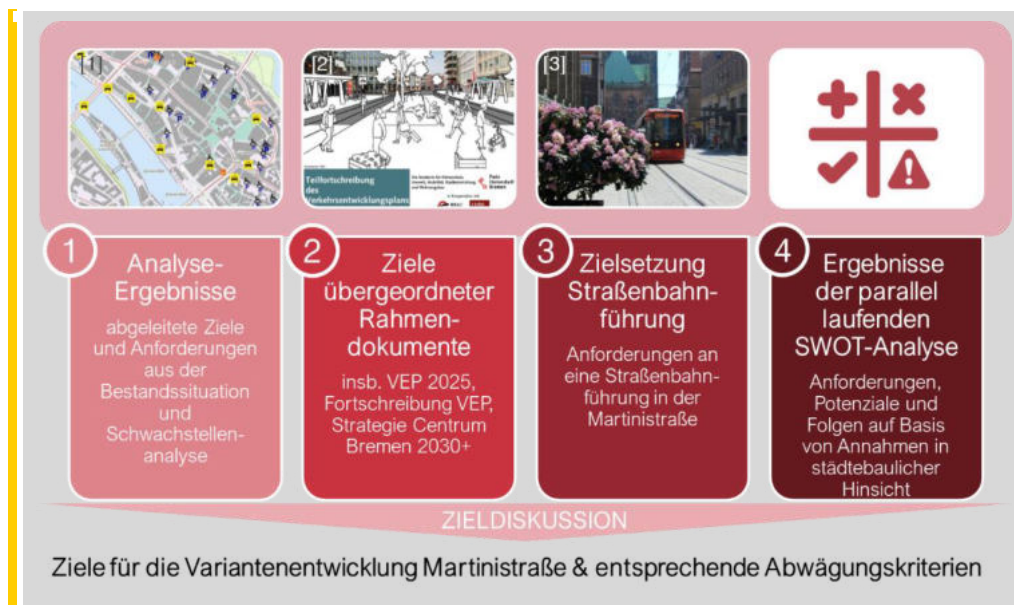 [1]
[2]
[3]
Teilfortschreibung
des
Verkehrsentwicklungsplans
1
Analyse-
Ergebnisse
abgeleitete Ziele
und Anforderungen
aus der
Bestandssituation
und
Schwachstellen-
analyse
2
Ziele
übergeordneter
Rahmen-
dokumente
insb. VEP 2025,
Fortschreibung VEP,
Strategie Centrum
Bremen 2030+
3
Zielsetzung
Straßenbahn-
führung
Anforderungen an
eine Straßenbahn-
führung in der
Martinistraße
4
Ergebnisse
der parallel
laufenden
SWOT-Analyse
Anforderungen,
Potenziale und
Folgen auf Basis
von Annahmen in
städtebaulicher
Hinsicht
ZIELDISKUSSION
Ziele für die Variantenentwicklung Martinistraße & entsprechende Abwägungskriterien